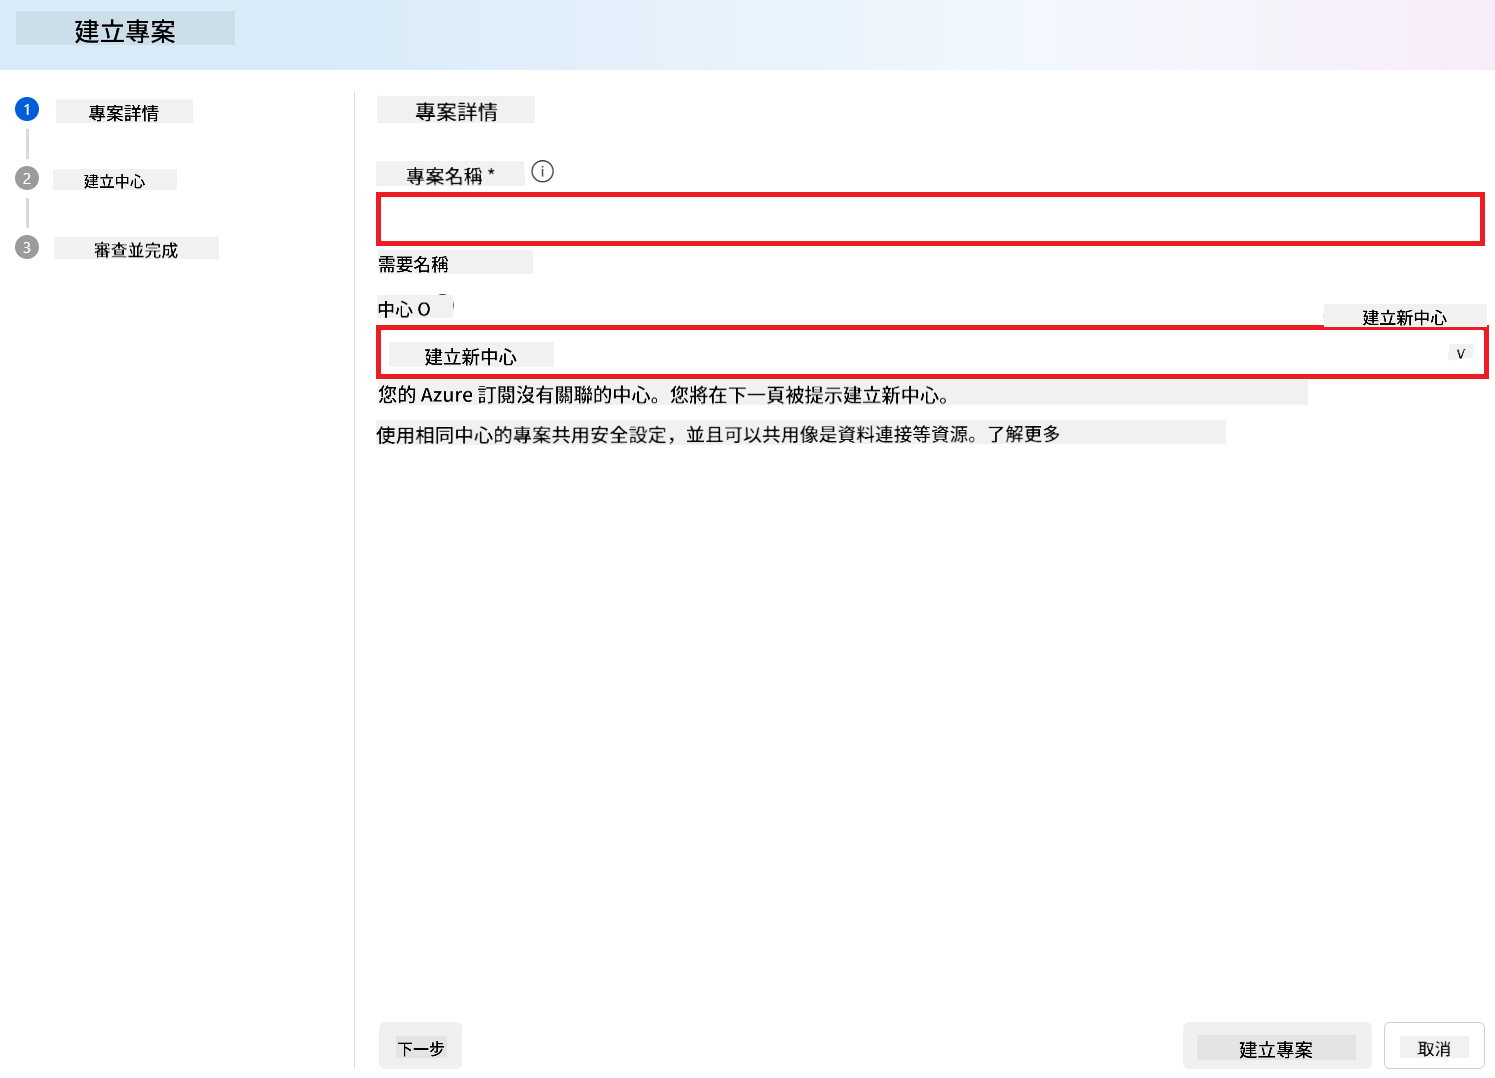 建立專案
1 專案詳情
2 建立中心
3 審查並完成
專案詳情
專案名稱 *
需要名稱
中心 O
建立新中心
建立新中心
v
您的 Azure 訂閱沒有關聯的中心。您將在下一頁被提示建立新中心。
使用相同中心的專案共用安全設定，並且可以共用像是資料連接等資源。了解更多
下一步
建立專案
取消